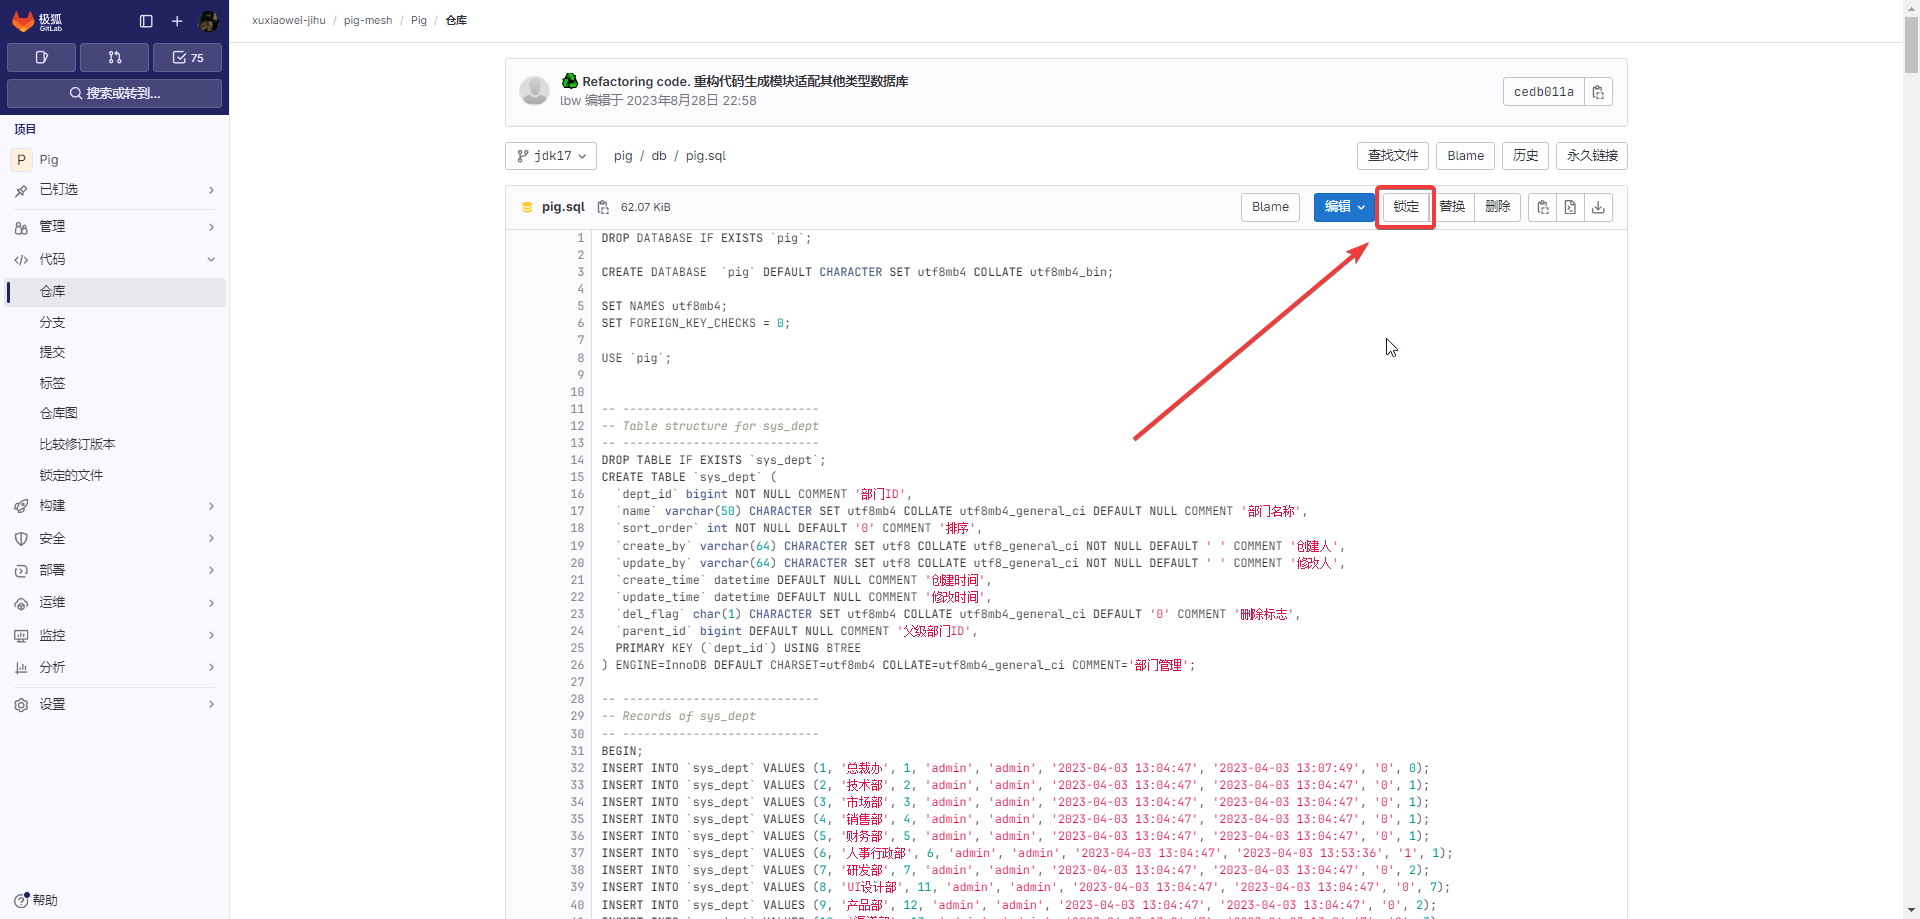 极狐
GitLab
75
搜索或转到...
项目
P Pig
已钉选
管理
代码
仓库
分支
提交
标签
仓库图
比较修订版本
锁定的文件
构建
安全
部署
运维
监控
分析
设置
帮助
xuxiaowei-jihu / pig-mesh / Pig / 仓库
Refactoring code. 重构代码生成模块适配其他类型数据库
lbw 编辑于 2023年8月28日 22:58
cedb011a
jdk17 pig / db / pig.sql
查找文件 Blame 历史 永久链接
pig.sql 62.07 KiB
Blame 编辑 锁定 替换 删除
1 DROP DATABASE IF EXISTS `pig`;
2
3 CREATE DATABASE  `pig` DEFAULT CHARACTER SET utf8mb4 COLLATE utf8mb4_bin;
4
5 SET NAMES utf8mb4;
6 SET FOREIGN_KEY_CHECKS = 0;
7
8 USE `pig`;
9
10
11 -- ----------------------------
12 -- Table structure for sys_dept
13 -- ----------------------------
14 DROP TABLE IF EXISTS `sys_dept`;
15 CREATE TABLE `sys_dept` (
16   `dept_id` bigint NOT NULL COMMENT '部门ID',
17   `name` varchar(50) CHARACTER SET utf8mb4 COLLATE utf8mb4_general_ci DEFAULT NULL COMMENT '部门名称',
18   `sort_order` int NOT NULL DEFAULT '0' COMMENT '排序',
19   `create_by` varchar(64) CHARACTER SET utf8 COLLATE utf8_general_ci NOT NULL DEFAULT ' ' COMMENT '创建人',
20   `update_by` varchar(64) CHARACTER SET utf8 COLLATE utf8_general_ci NOT NULL DEFAULT ' ' COMMENT '修改人',
21   `create_time` datetime DEFAULT NULL COMMENT '创建时间',
22   `update_time` datetime DEFAULT NULL COMMENT '修改时间',
23   `del_flag` char(1) CHARACTER SET utf8mb4 COLLATE utf8mb4_general_ci DEFAULT '0' COMMENT '删除标志',
24   `parent_id` bigint DEFAULT NULL COMMENT '父级部门ID',
25   PRIMARY KEY (`dept_id`) USING BTREE
26 ) ENGINE=InnoDB DEFAULT CHARSET=utf8mb4 COLLATE=utf8mb4_general_ci COMMENT='部门管理';
27
28 -- ----------------------------
29 -- Records of sys_dept
30 -- ----------------------------
31 BEGIN;
32 INSERT INTO `sys_dept` VALUES (1, '总裁办', 1, 'admin', 'admin', '2023-04-03 13:04:47', '2023-04-03 13:07:49', '0', 0);
33 INSERT INTO `sys_dept` VALUES (2, '技术部', 2, 'admin', 'admin', '2023-04-03 13:04:47', '2023-04-03 13:04:47', '0', 1);
34 INSERT INTO `sys_dept` VALUES (3, '市场部', 3, 'admin', 'admin', '2023-04-03 13:04:47', '2023-04-03 13:04:47', '0', 1);
35 INSERT INTO `sys_dept` VALUES (4, '销售部', 4, 'admin', 'admin', '2023-04-03 13:04:47', '2023-04-03 13:04:47', '0', 1);
36 INSERT INTO `sys_dept` VALUES (5, '财务部', 5, 'admin', 'admin', '2023-04-03 13:04:47', '2023-04-03 13:04:47', '0', 1);
37 INSERT INTO `sys_dept` VALUES (6, '人事行政部', 6, 'admin', 'admin', '2023-04-03 13:04:47', '2023-04-03 13:53:36', '1', 1);
38 INSERT INTO `sys_dept` VALUES (7, '研发部', 7, 'admin', 'admin', '2023-04-03 13:04:47', '2023-04-03 13:04:47', '0', 2);
39 INSERT INTO `sys_dept` VALUES (8, 'UI设计部', 11, 'admin', 'admin', '2023-04-03 13:04:47', '2023-04-03 13:04:47', '0', 7);
40 INSERT INTO `sys_dept` VALUES (9, '产品部', 12, 'admin', 'admin', '2023-04-03 13:04:47', '2023-04-03 13:04:47', '0', 2);